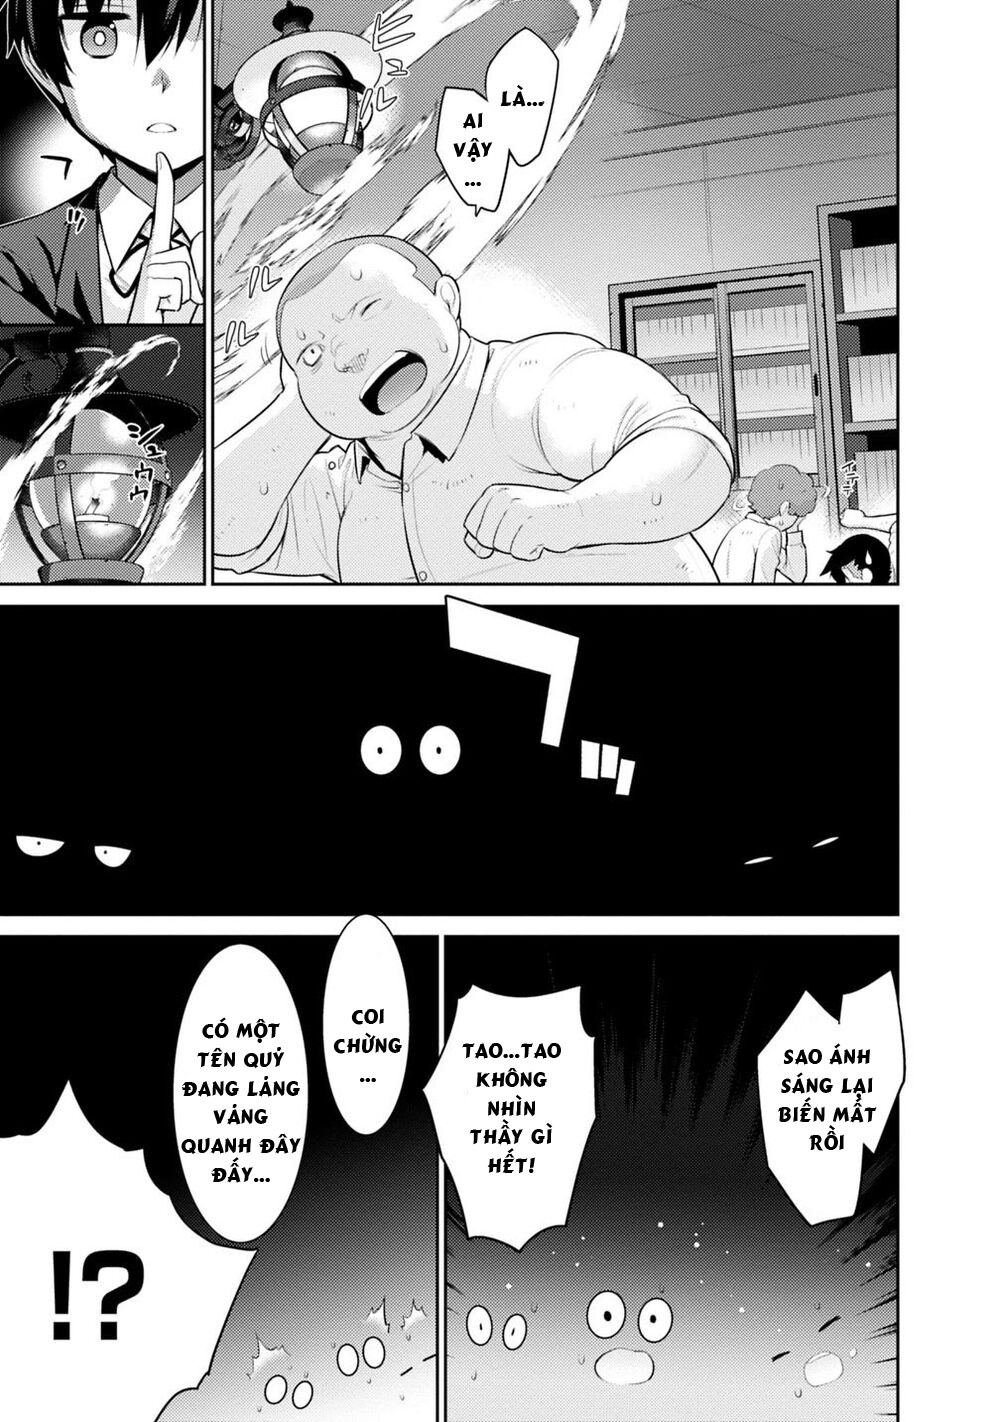 LÀ...
AI
VẬY
...
SAO ÁNH
SÁNG LẠI
BIẾN MẤT
RỒI
TAO...TAO
KHÔNG
NHÌN
THẦY GÌ
HẾT!
COI
CHỪNG
...
CÓ MỘT
TÊN QUỶ
ĐANG LẢNG
VẢNG
QUANH ĐÂY
ĐẤY...
!?